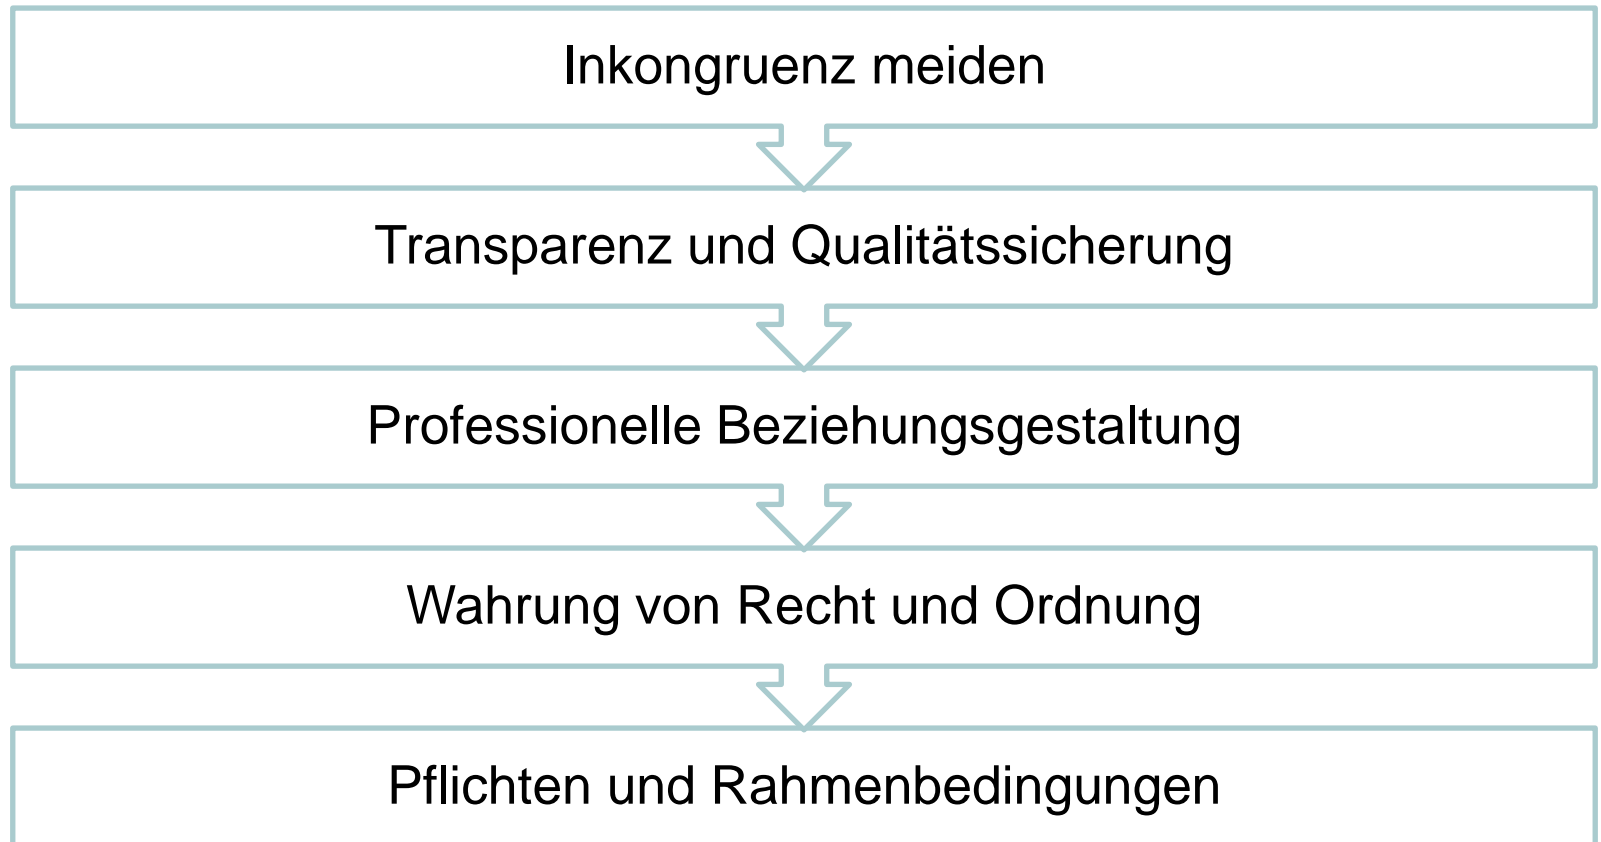 Inkongruenz meiden
Transparenz und Qualitätssicherung
Professionelle Beziehungsgestaltung
Wahrung von Recht und Ordnung
Pflichten und Rahmenbedingungen